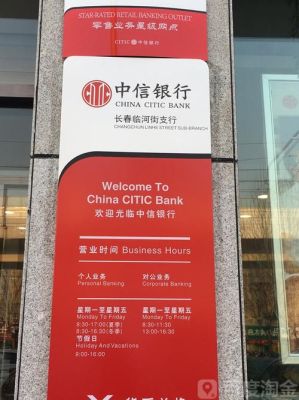 STAR-RATED RETAIL BANKING OUTLET
零售业务星级网点
CITIC 中信银行
中信银行
CHINA CITIC BANK
长春临河街支行
CHANGCHUN LINHE STREET SUB-BRANCH
Welcome To
China CITIC Bank
欢迎光临中信银行
营业时间 Business Hours
个人业务 对公业务
Personal Banking Corporate Banking
星期一至星期五 星期一至星期五
Monday To Friday Monday To Friday
8:30-17:00(夏季) 8:30-11:30
8:30-16:30(冬季) 13:00-16:30
节假日
Holiday And Vacations
9:00-16:00
百度淘金